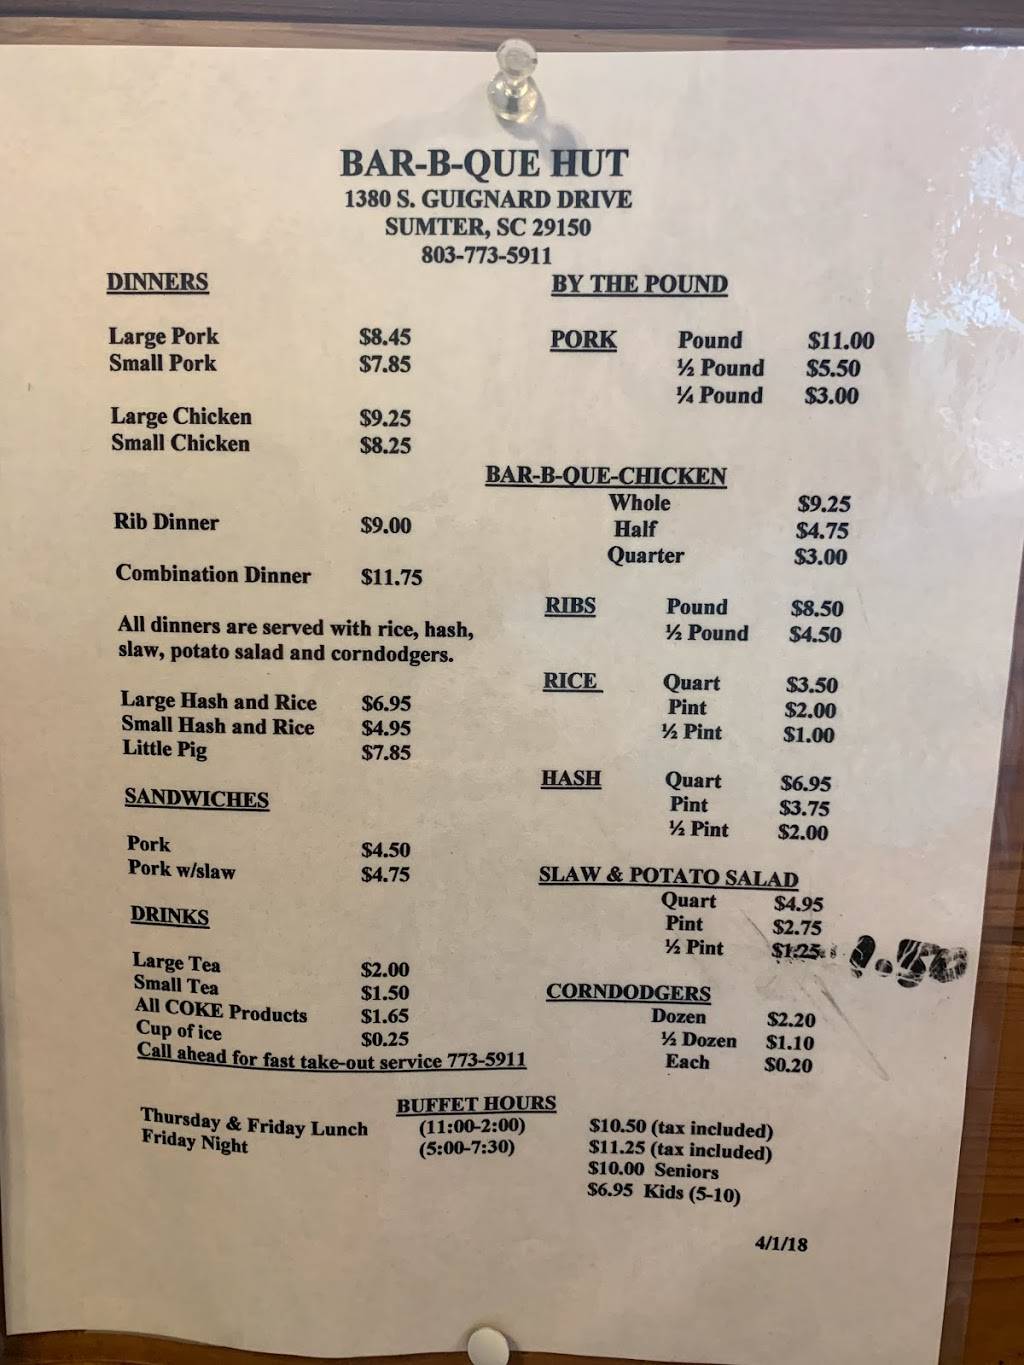 BAR-B-QUE HUT
1380 S. GUIGNARD DRIVE
SUMTER, SC 29150
803-773-5911
DINNERS
Large Pork $8.45
Small Pork $7.85
Large Chicken $9.25
Small Chicken $8.25
Rib Dinner $9.00
Combination Dinner $11.75
All dinners are served with rice, hash,
slaw, potato salad and corndodgers.
Large Hash and Rice $6.95
Small Hash and Rice $4.95
Little Pig $7.85
SANDWICHES
Pork $4.50
Pork w/slaw $4.75
DRINKS
Large Tea $2.00
Small Tea $1.50
All COKE Products $1.65
Cup of ice $0.25
Call ahead for fast take-out service 773-5911
BY THE POUND
PORK Pound $11.00
½ Pound $5.50
¼ Pound $3.00
BAR-B-QUE-CHICKEN
Whole $9.25
Half $4.75
Quarter $3.00
RIBS Pound $8.50
½ Pound $4.50
RICE Quart $3.50
Pint $2.00
½ Pint $1.00
HASH Quart $6.95
Pint $3.75
½ Pint $2.00
SLAW & POTATO SALAD
Quart $4.95
Pint $2.75
½ Pint $1.25 1.50
CORNDODGERS
Dozen $2.20
½ Dozen $1.10
Each $0.20
BUFFET HOURS
Thursday & Friday Lunch (11:00-2:00) $10.50 (tax included)
Friday Night (5:00-7:30) $11.25 (tax included)
$10.00 Seniors
$6.95 Kids (5-10)
4/1/18